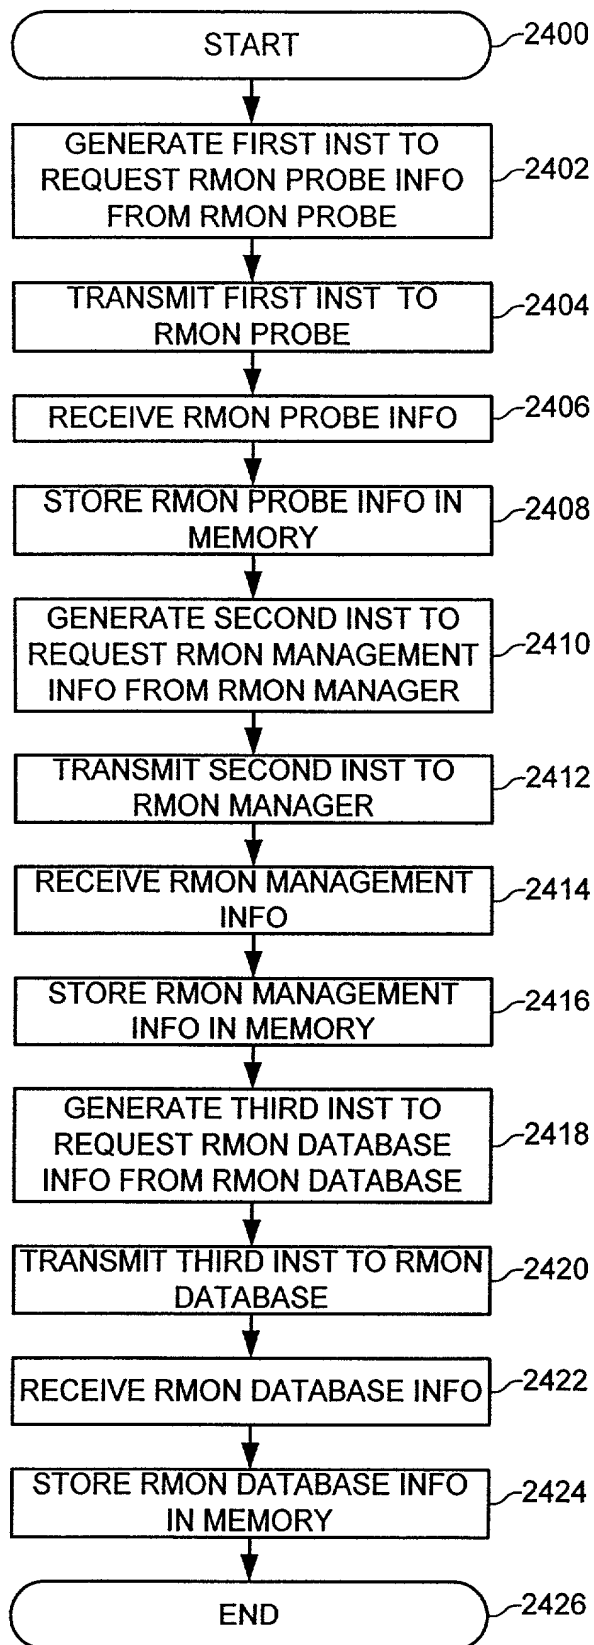 START
2400
GENERATE FIRST INST TO
REQUEST RMON PROBE INFO
FROM RMON PROBE
2402
TRANSMIT FIRST INST TO
RMON PROBE
2404
RECEIVE RMON PROBE INFO
2406
STORE RMON PROBE INFO IN
MEMORY
2408
GENERATE SECOND INST TO
REQUEST RMON MANAGEMENT
INFO FROM RMON MANAGER
2410
TRANSMIT SECOND INST TO
RMON MANAGER
2412
RECEIVE RMON MANAGEMENT
INFO
2414
STORE RMON MANAGEMENT
INFO IN MEMORY
2416
GENERATE THIRD INST TO
REQUEST RMON DATABASE
INFO FROM RMON DATABASE
2418
TRANSMIT THIRD INST TO RMON
DATABASE
2420
RECEIVE RMON DATABASE INFO
2422
STORE RMON DATABASE INFO
IN MEMORY
2424
END
2426